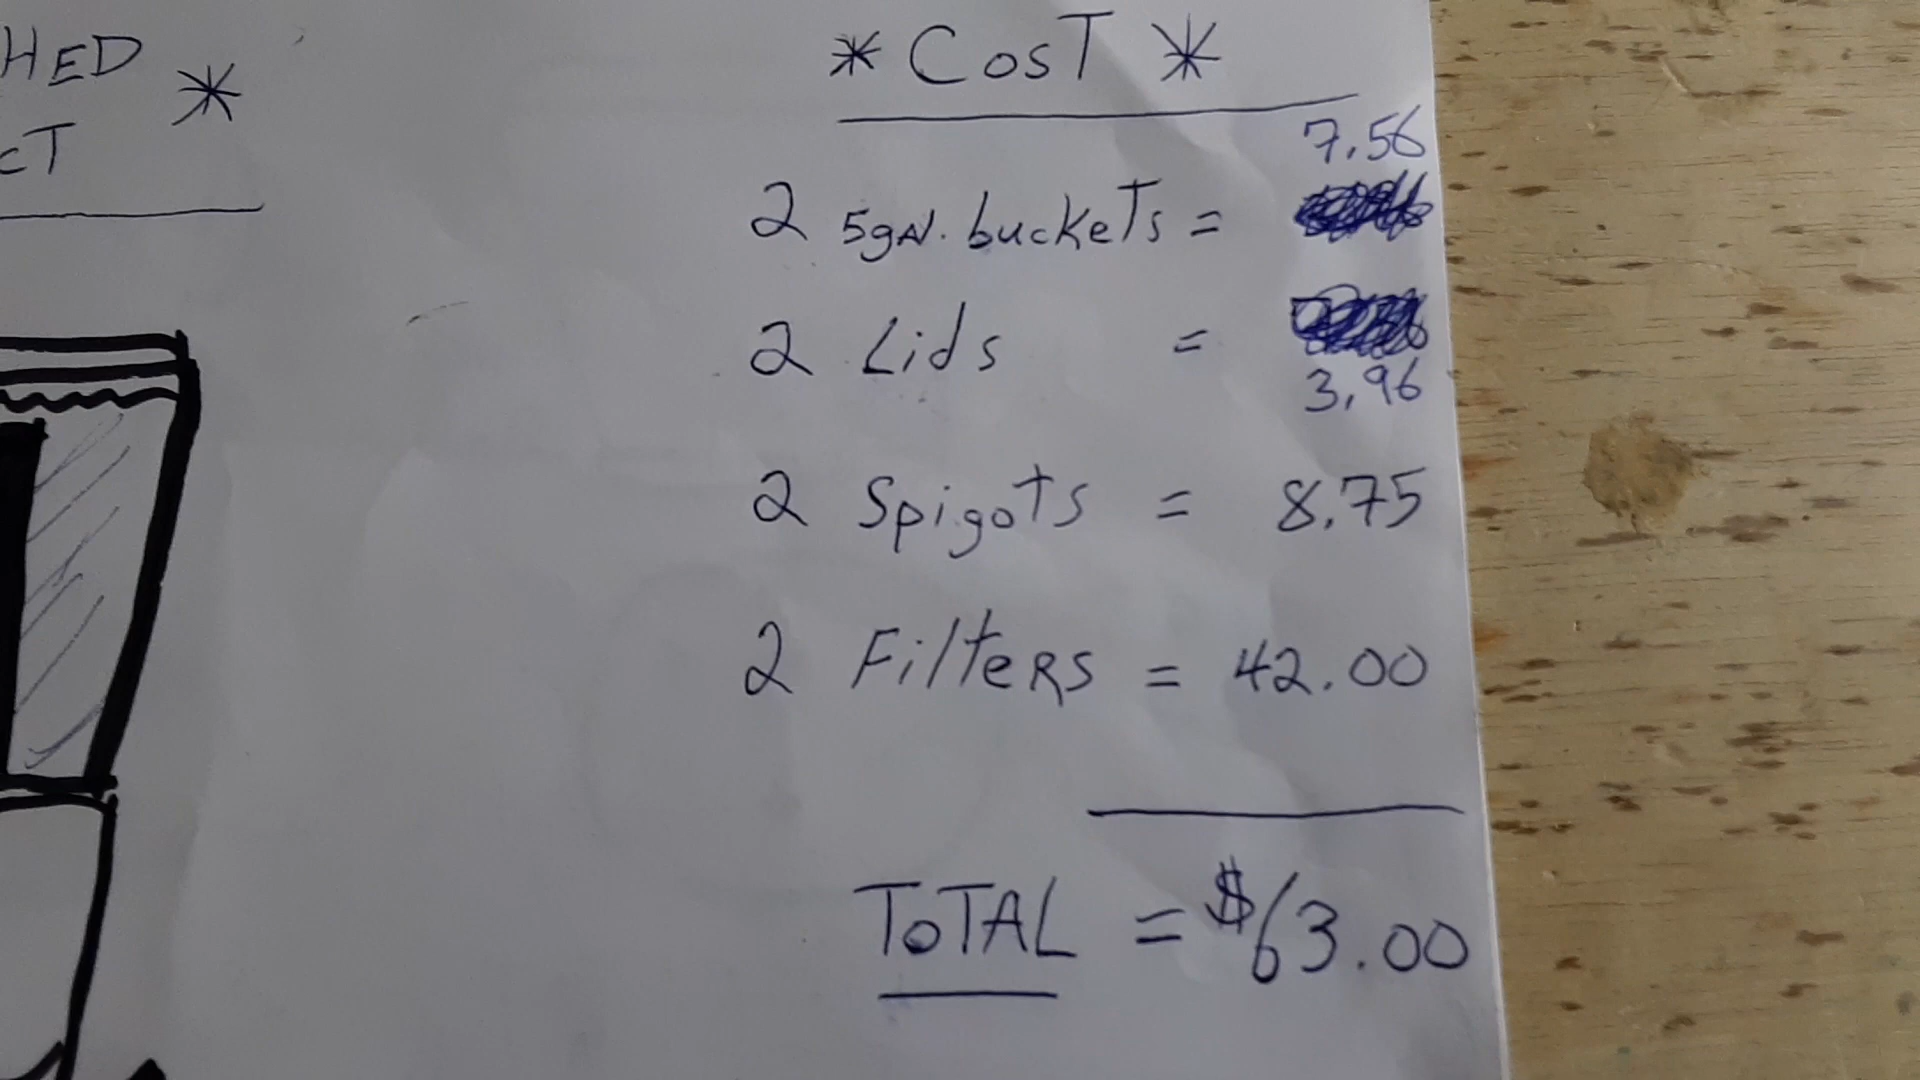 HED *
CT
* COST *
7.56
2 5gal. buckets =
2 Lids =
3.96
2 Spigots = 8.75
2 Filters = 42.00
TOTAL = $63.00